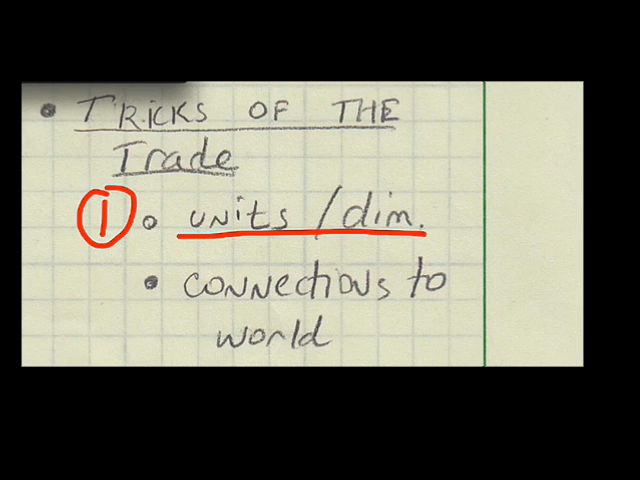 • TRICKS OF THE
Trade
① ∘ units / dim.
• connections to
world